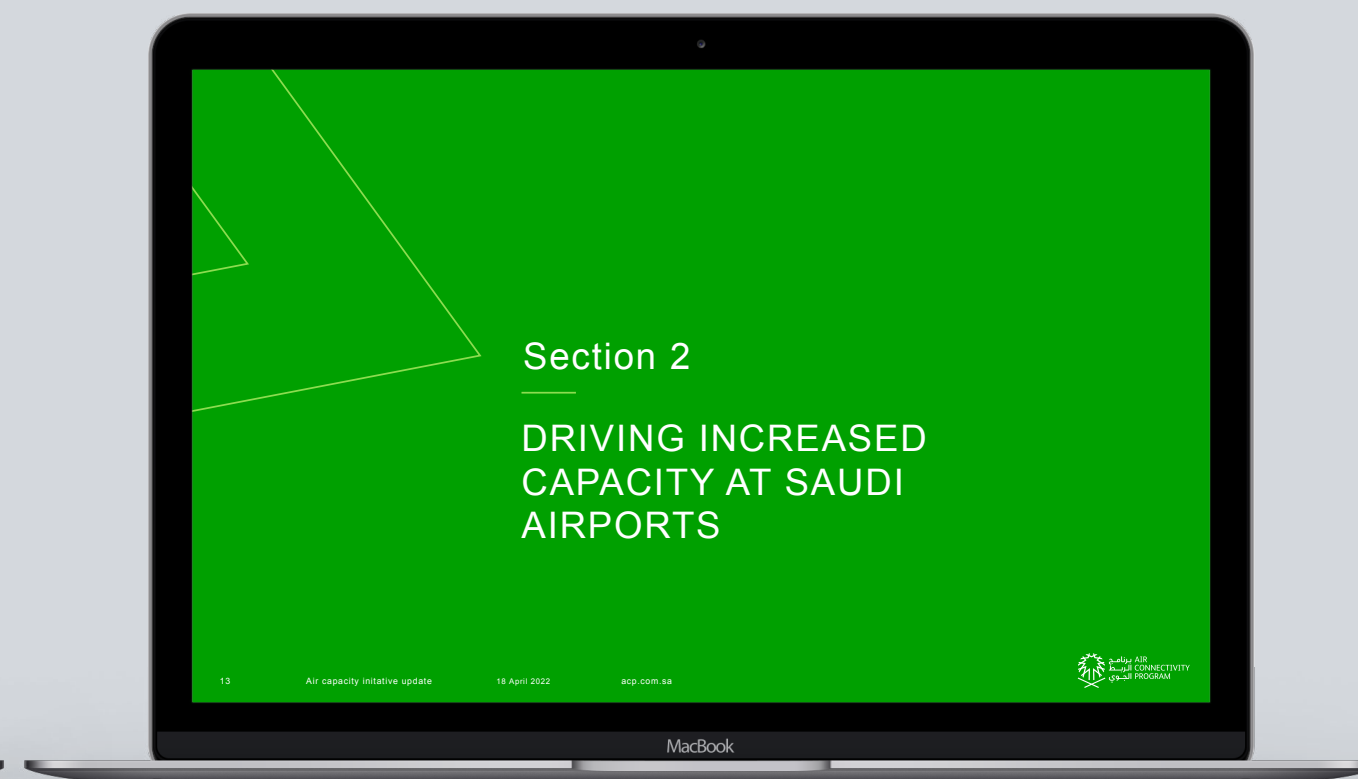 Section 2
DRIVING INCREASED
CAPACITY AT SAUDI
AIRPORTS
13 Air capacity initative update 18 April 2022 acp.com.sa
برنامج AIR
الربط CONNECTIVITY
الجوي PROGRAM
MacBook